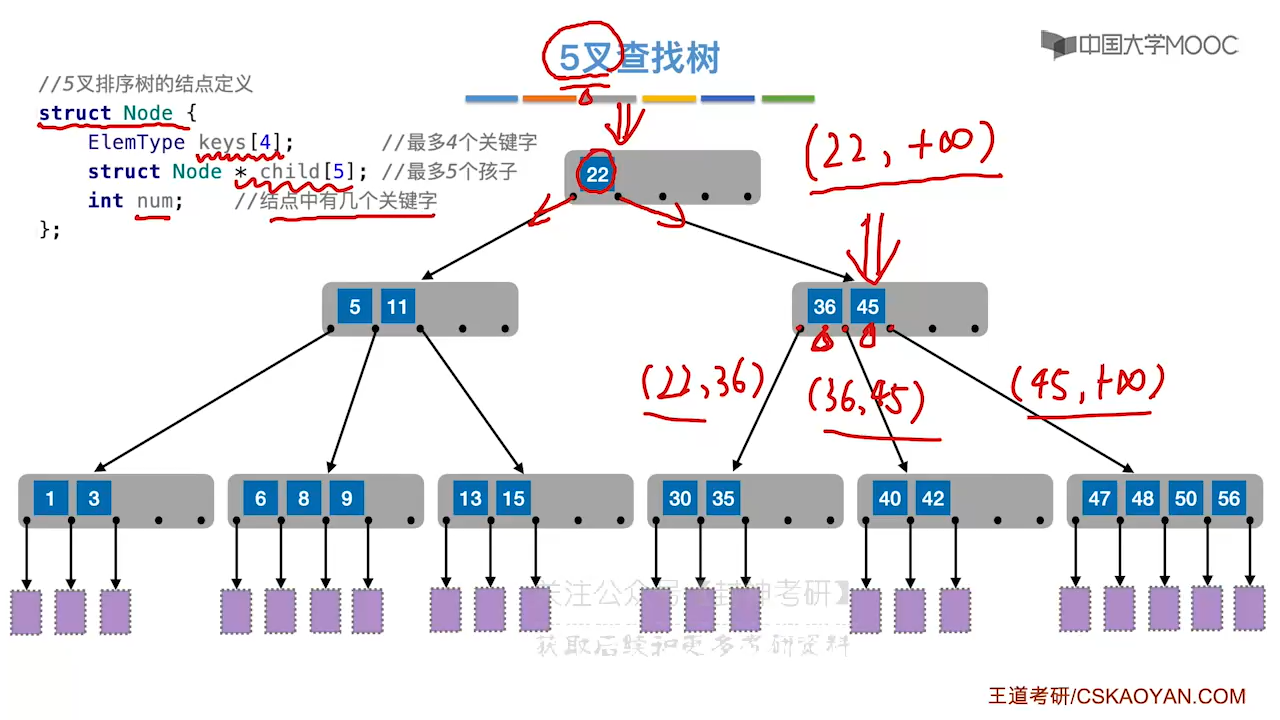 5叉查找树
中国大学MOOC
//5叉排序树的结点定义
struct Node {
ElemType keys[4]; //最多4个关键字
struct Node * child[5]; //最多5个孩子
int num; //结点中有几个关键字
};
22
(22, +∞)
5 11
36 45
(22,36)
(36,45)
(45,+∞)
1 3
6 8 9
13 15
30 35
40 42
47 48 50 56
关注公众号【封神考研】
获取后续和更多考研资料
王道考研/CSKAOYAN.COM